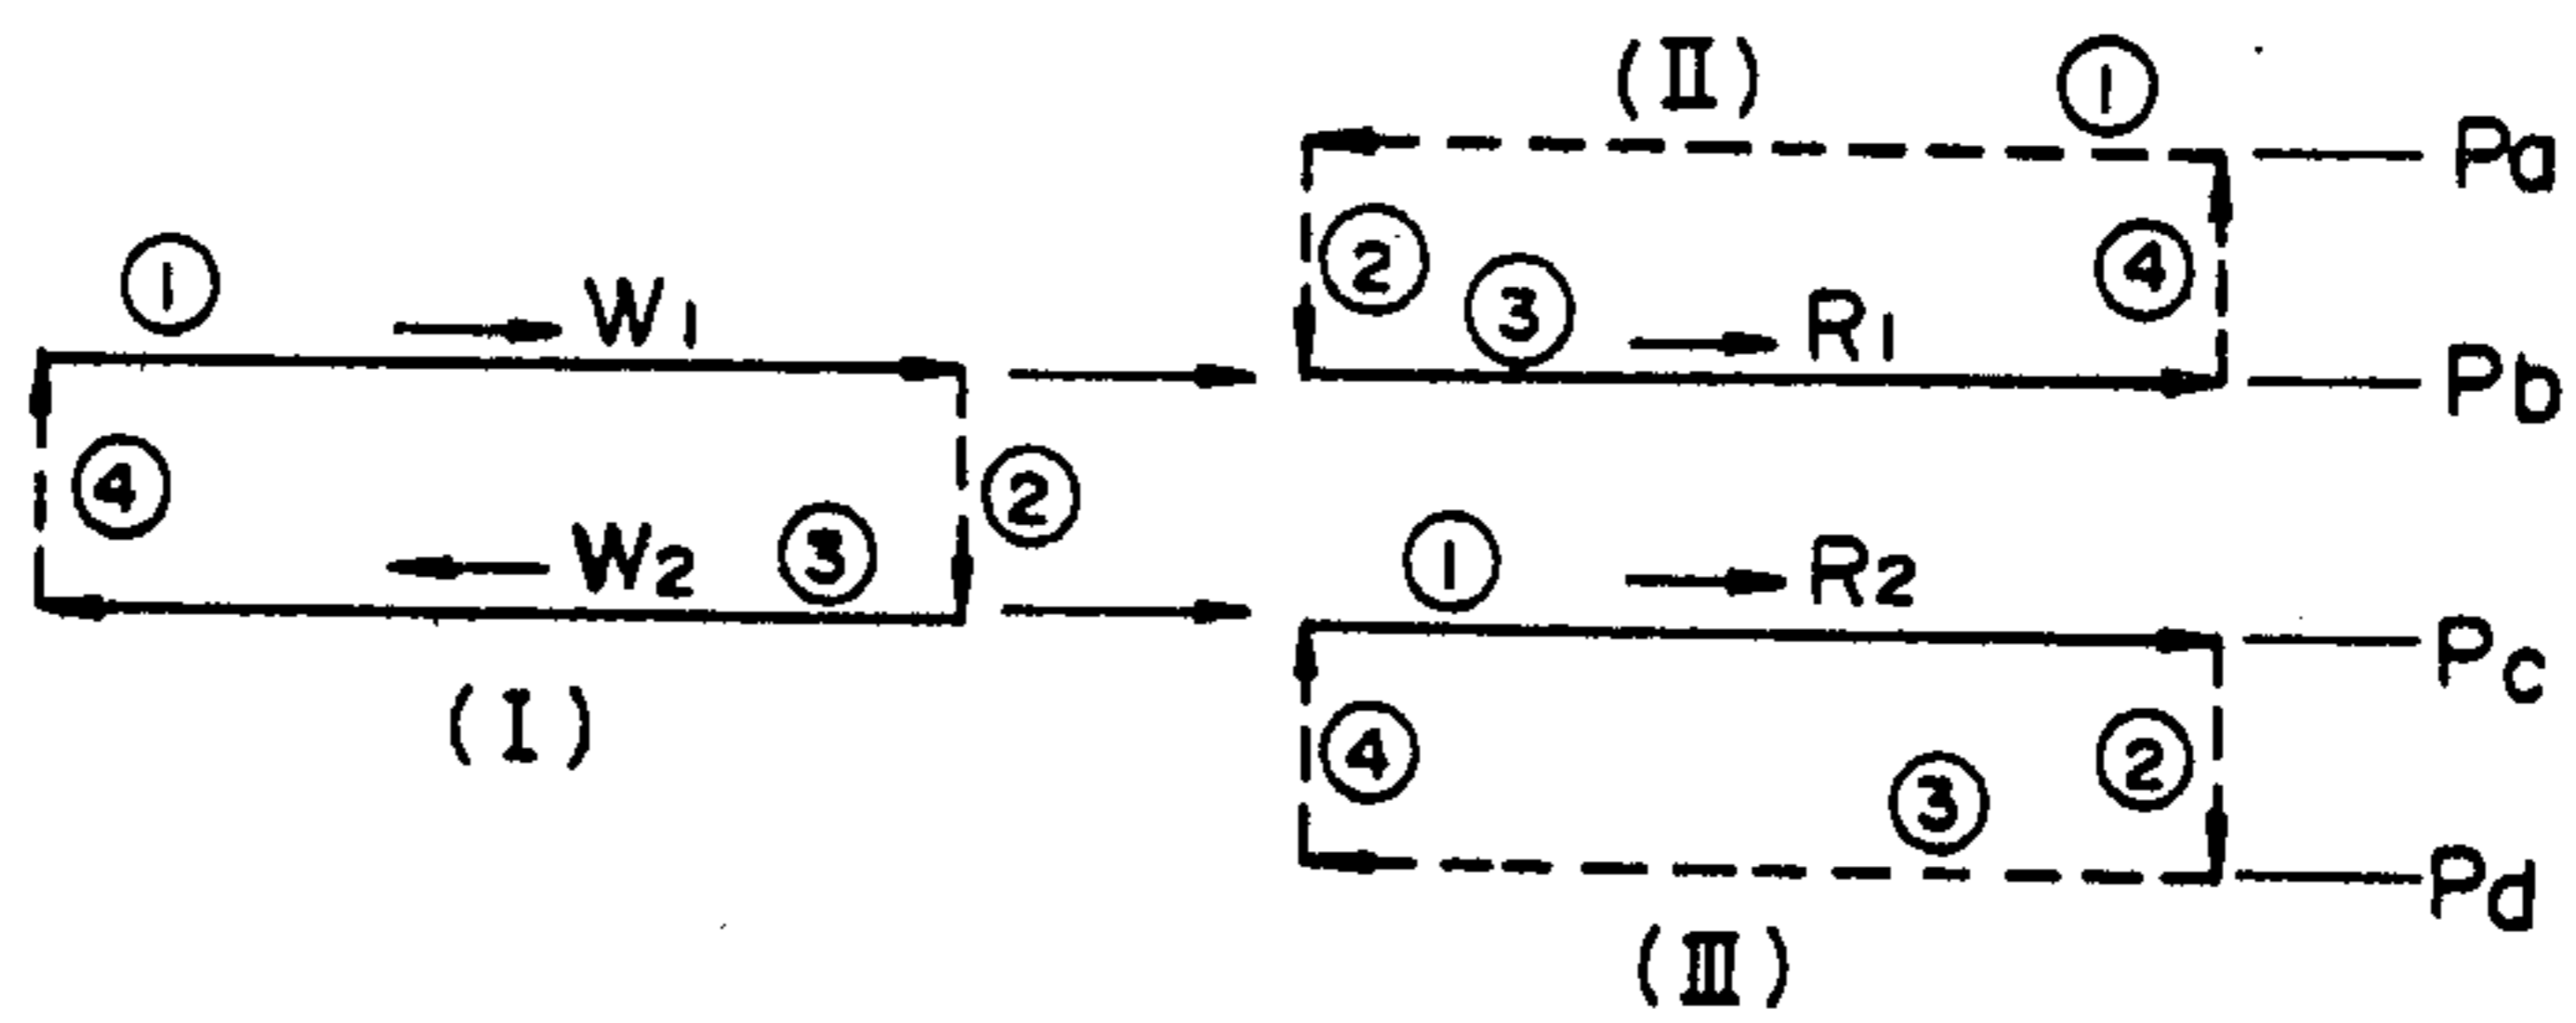 (II) ① Pa
① W1 ② ③ R1 ④ Pb
④ W2 ③ ② ① R2 Pc
(I) ④ ③ ② Pd
(III)